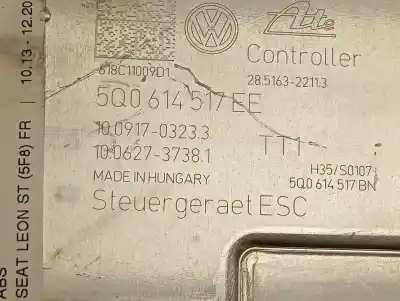 ABS
SEAT LEON ST (5F8) FR | 10.13 - 12.20
618C11009D1
Ate
Controller
28.5163-2211.3
5Q0 614 517 EE
10.0917-0323.3
10.0627-3738.1
TT1
H35/S0107
5Q0 614 517 BN
MADE IN HUNGARY
Steuergeraet ESC